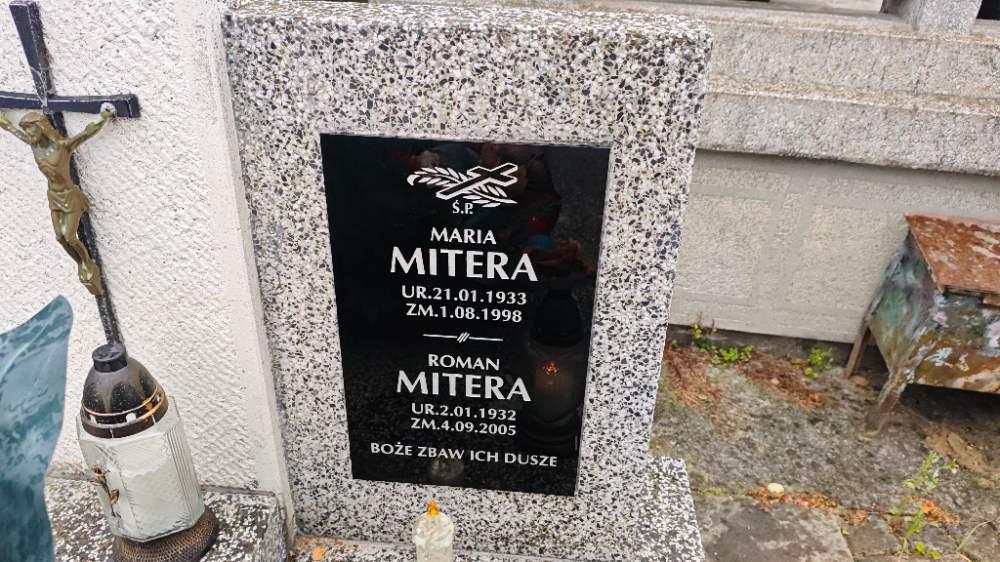 Ś.P.
MARIA
MITERA
UR.21.01.1933
ZM.1.08.1998
ROMAN
MITERA
UR.2.01.1932
ZM.4.09.2005
BOŻE ZBAW ICH DUSZE